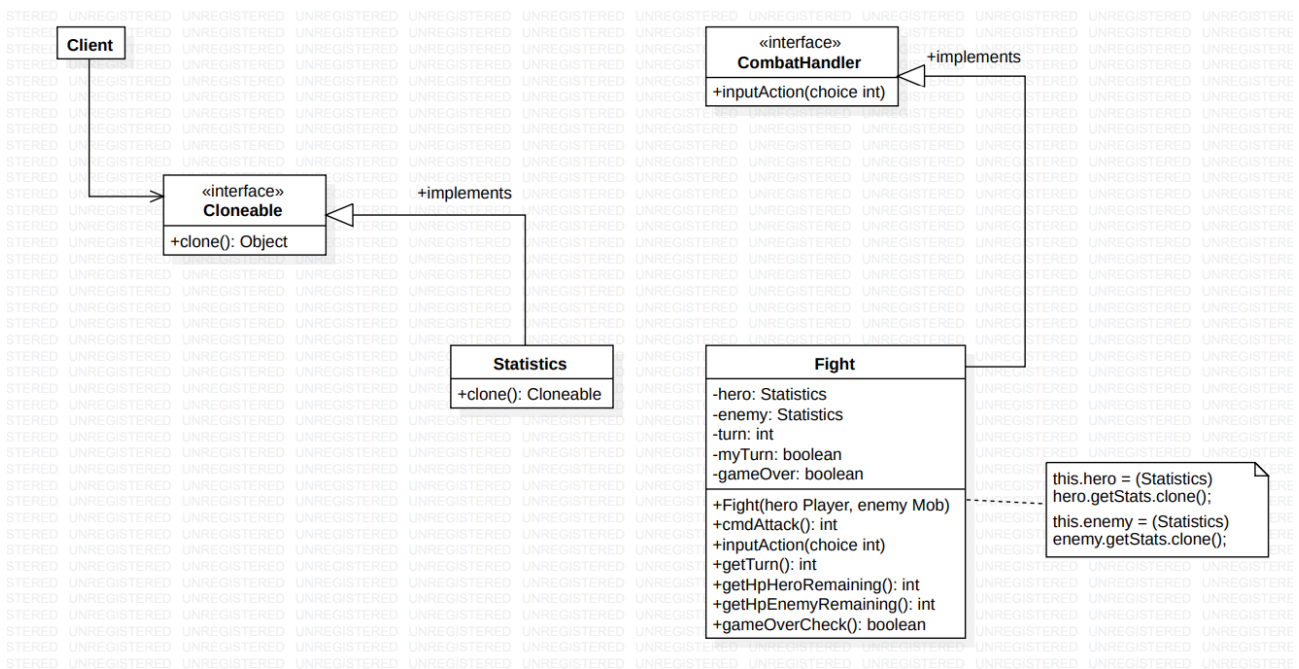 Client
«interface»
Cloneable
+clone(): Object
+implements
Statistics
+clone(): Cloneable
«interface»
CombatHandler
+inputAction(choice int)
+implements
Fight
-hero: Statistics
-enemy: Statistics
-turn: int
-myTurn: boolean
-gameOver: boolean
+Fight(hero Player, enemy Mob)
+cmdAttack(): int
+inputAction(choice int)
+getTurn(): int
+getHpHeroRemaining(): int
+getHpEnemyRemaining(): int
+gameOverCheck(): boolean
this.hero = (Statistics)
hero.getStats.clone();
this.enemy = (Statistics)
enemy.getStats.clone();
UNREGISTERED